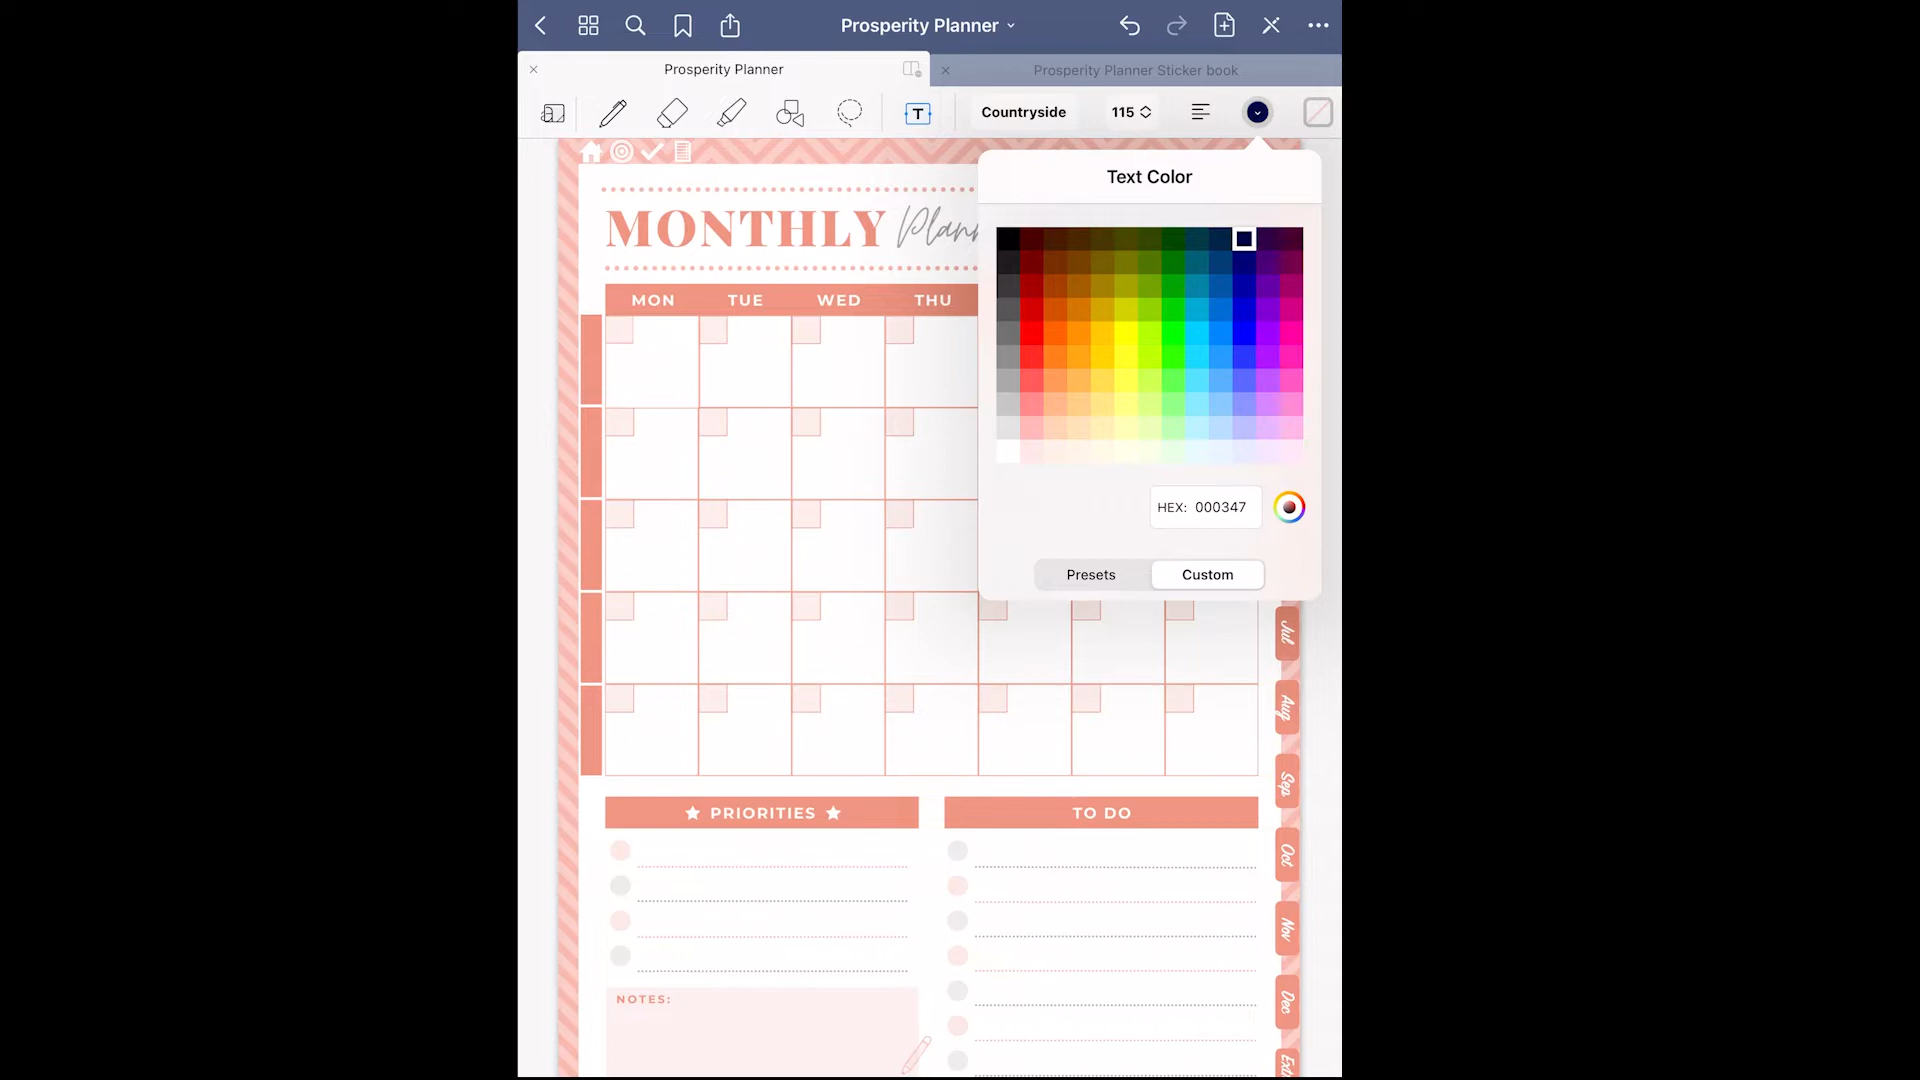 Prosperity Planner
Prosperity Planner
Prosperity Planner Sticker book
T
Countryside
115
Text Color
MONTHLY Plann
MON TUE WED THU
HEX: 000347
Presets
Custom
Jul
Aug
Sep
Oct
Nov
Dec
PRIORITIES
TO DO
NOTES: